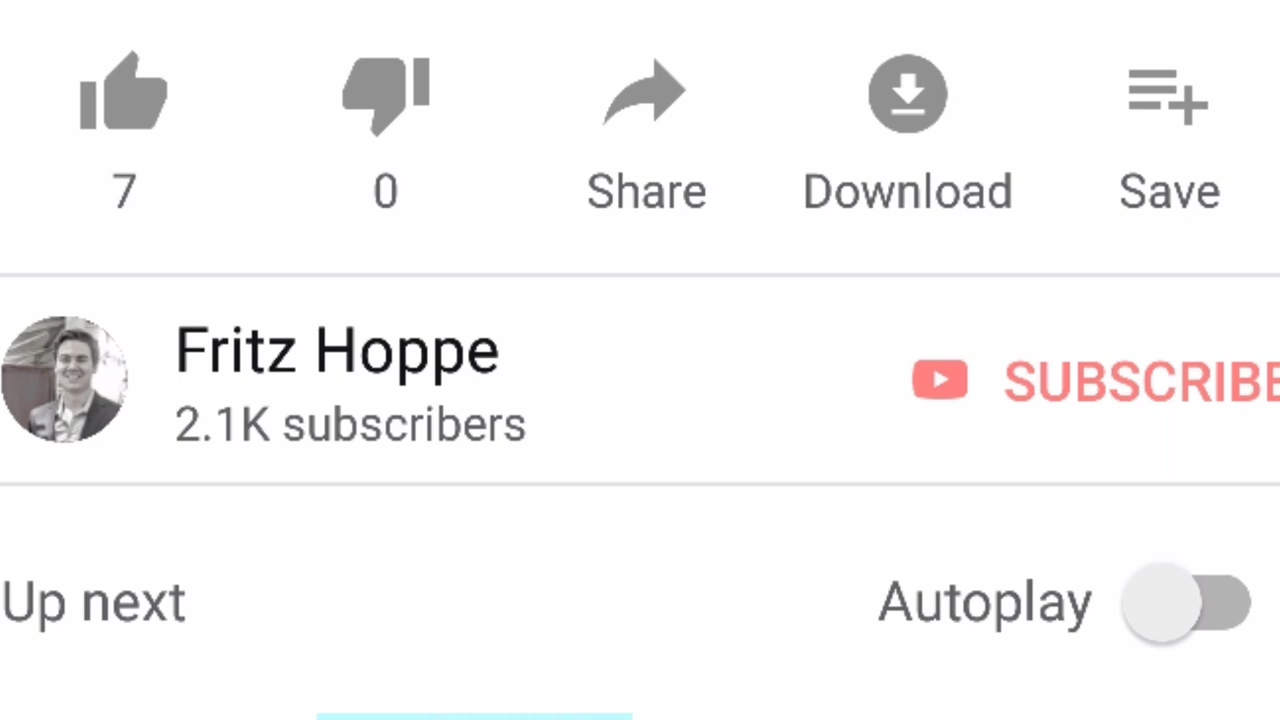 7 0 Share Download Save
Fritz Hoppe
2.1K subscribers
SUBSCRIBE
Up next Autoplay